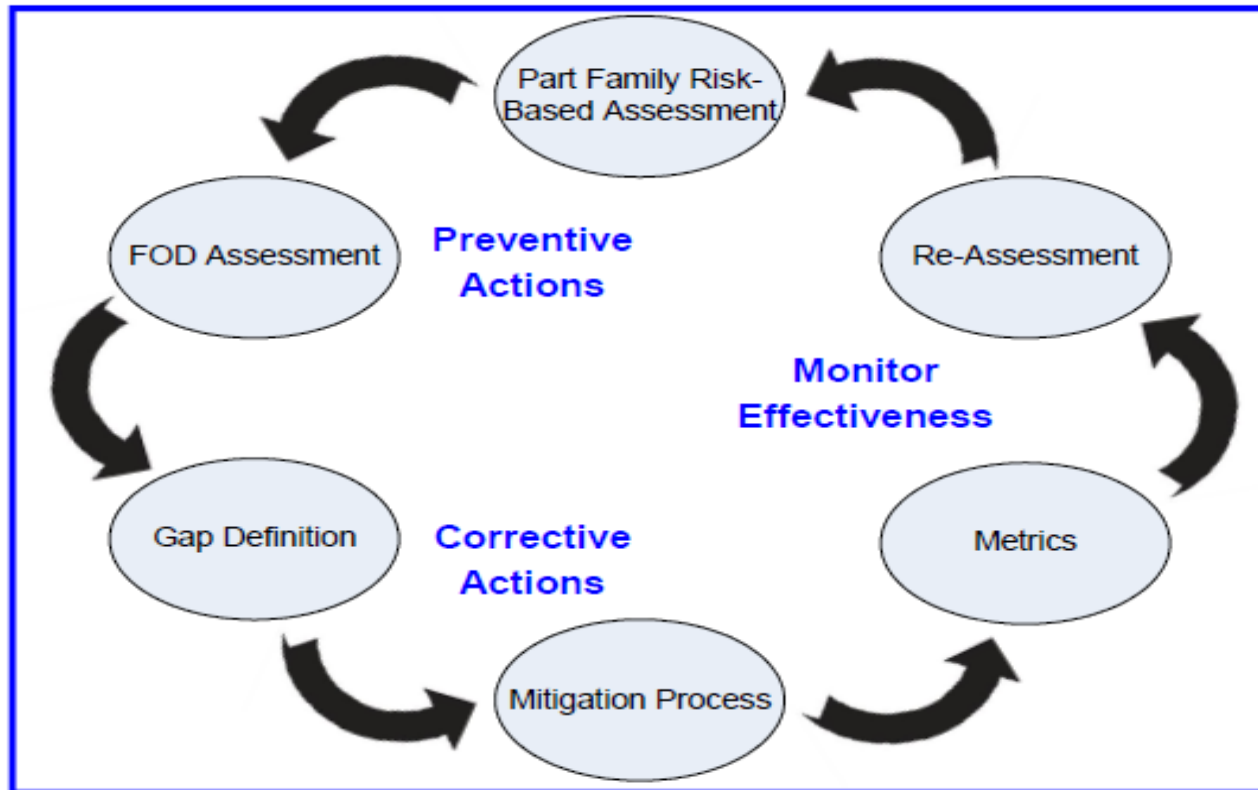 Part Family Risk-
Based Assessment
FOD Assessment
Preventive
Actions
Re-Assessment
Monitor
Effectiveness
Gap Definition
Corrective
Actions
Metrics
Mitigation Process